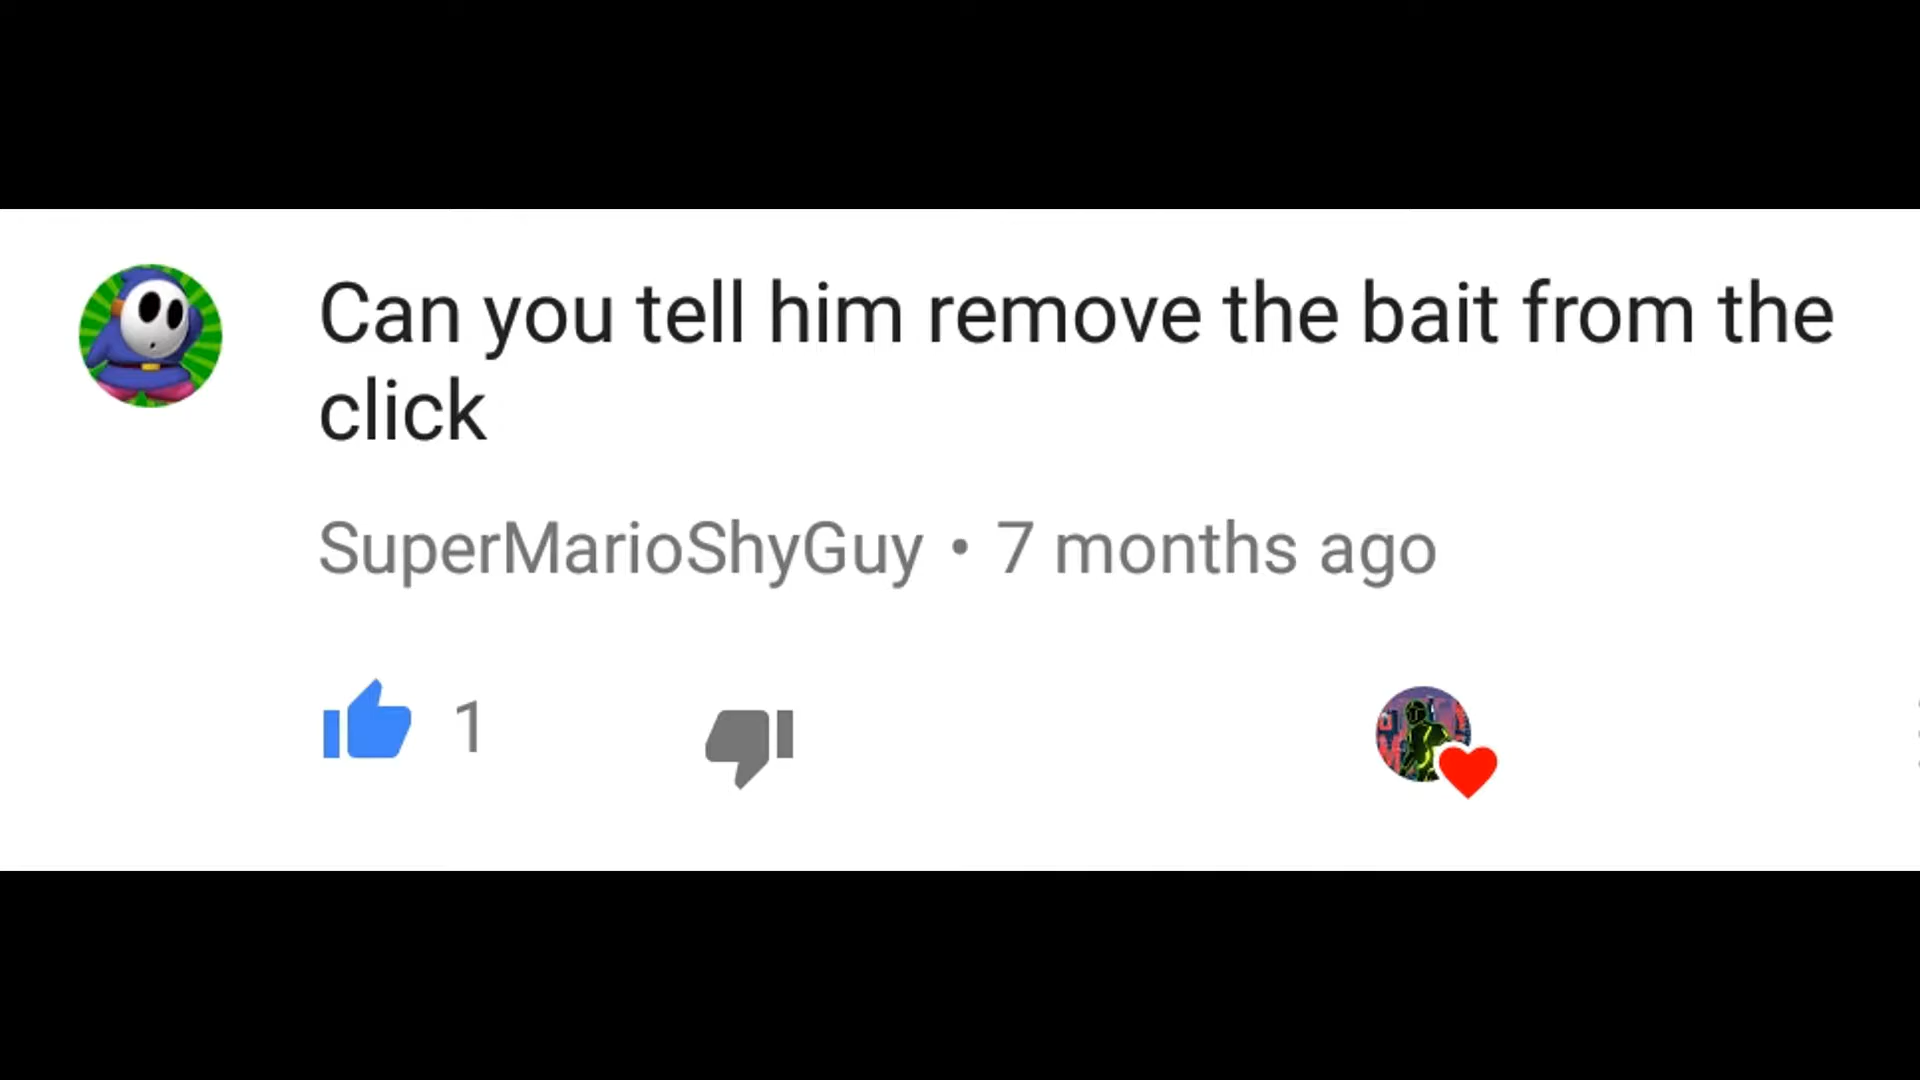 Can you tell him remove the bait from the
click
SuperMarioShyGuy • 7 months ago
1